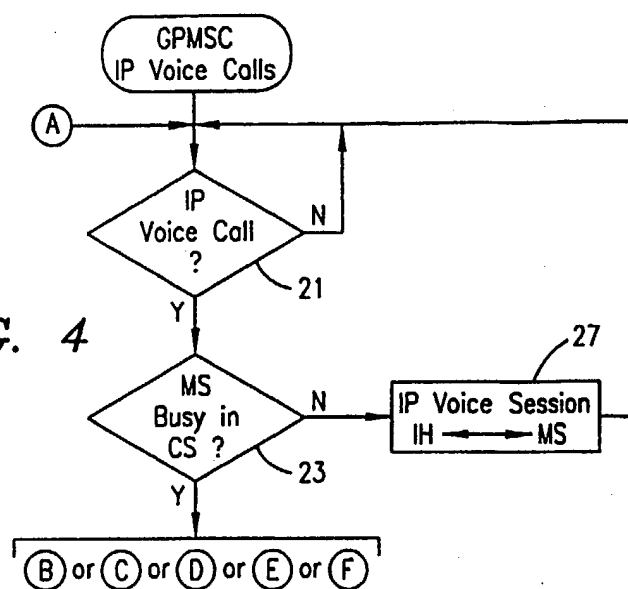 GPMSC
IP Voice Calls
A
IP
Voice Call
?
N
21
Y
G. 4
MS
Busy in
CS ?
N
23
Y
27
IP Voice Session
IH MS
B or C or D or E or F